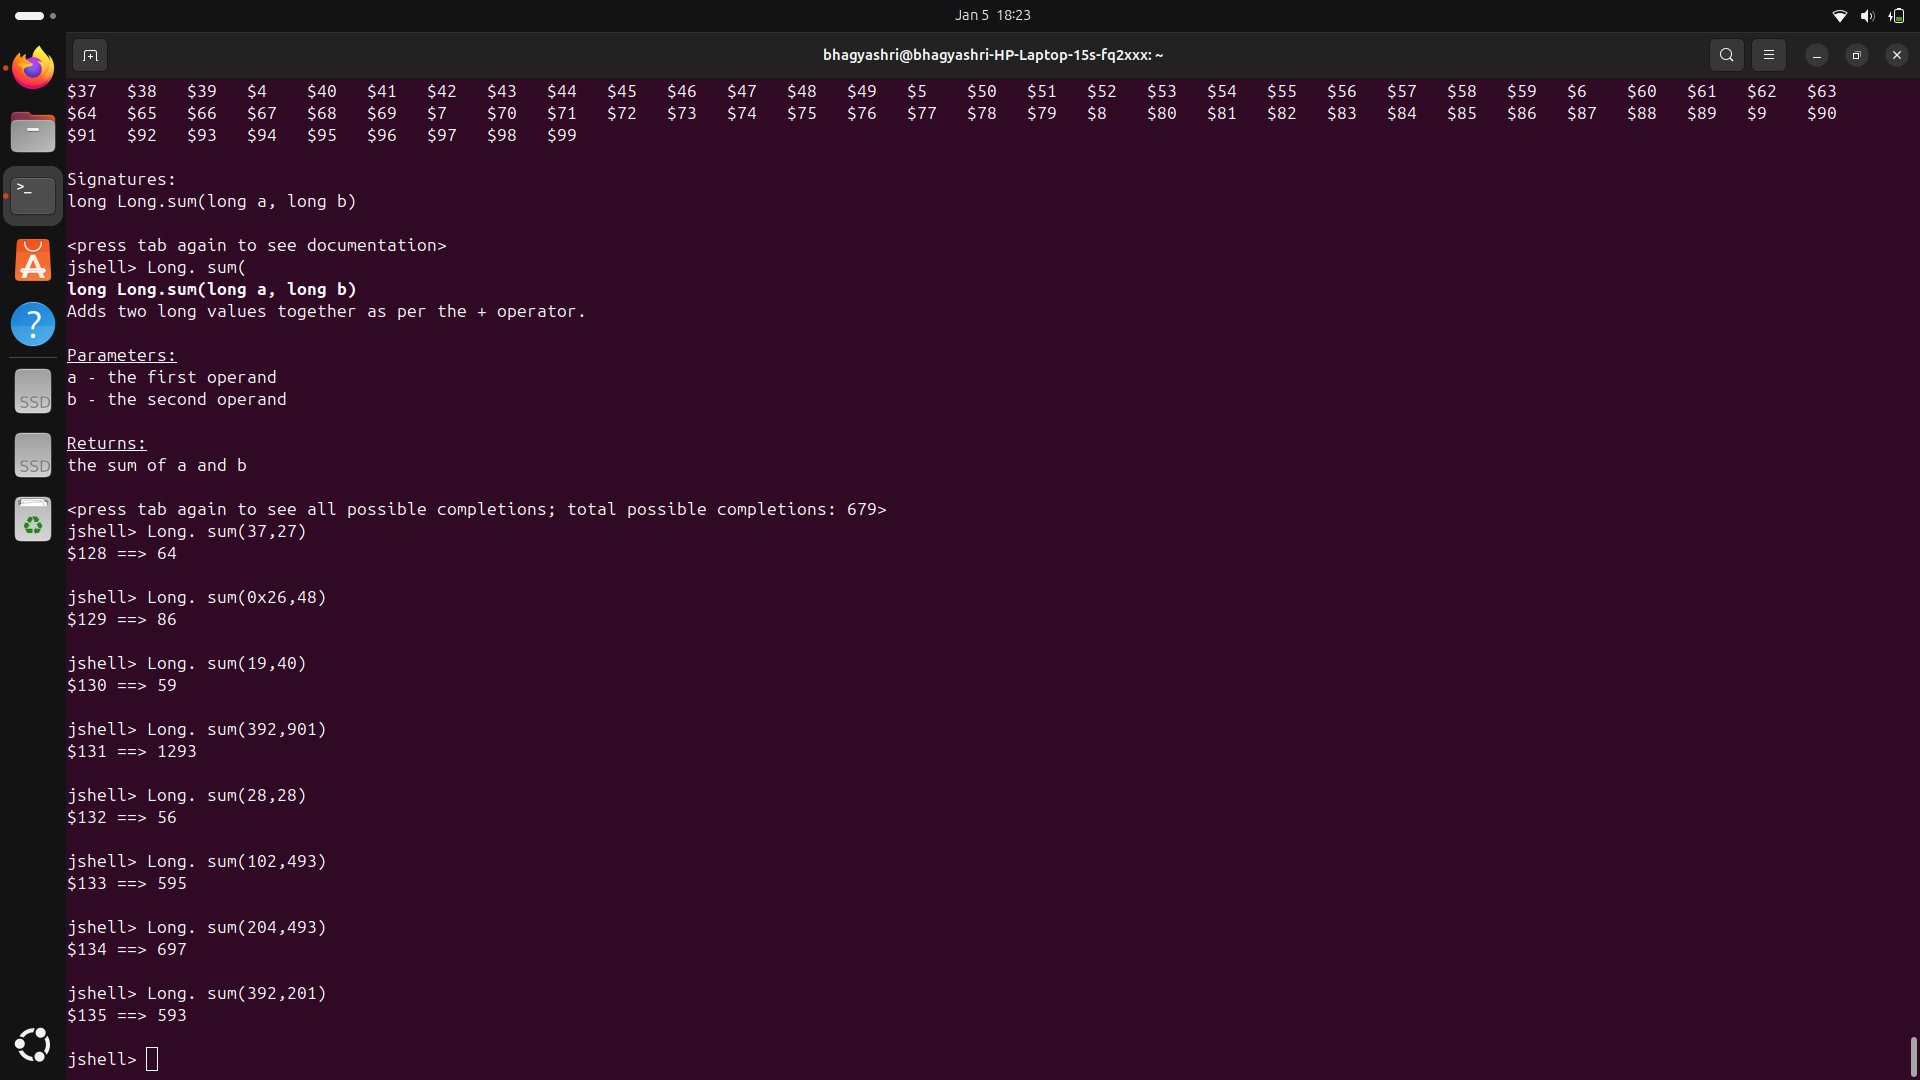 Jan 5 18:23
bhagyashri@bhagyashri-HP-Laptop-15s-fq2xxx: ~
$37 $38 $39 $4 $40 $41 $42 $43 $44 $45 $46 $47 $48 $49 $5 $50 $51 $52 $53 $54 $55 $56 $57 $58 $59 $6 $60 $61 $62 $63
$64 $65 $66 $67 $68 $69 $7 $70 $71 $72 $73 $74 $75 $76 $77 $78 $79 $8 $80 $81 $82 $83 $84 $85 $86 $87 $88 $89 $9 $90
$91 $92 $93 $94 $95 $96 $97 $98 $99
Signatures:
long Long.sum(long a, long b)
<press tab again to see documentation>
jshell> Long. sum(
long Long.sum(long a, long b)
Adds two long values together as per the + operator.
Parameters:
a - the first operand
b - the second operand
Returns:
the sum of a and b
<press tab again to see all possible completions; total possible completions: 679>
jshell> Long. sum(37,27)
$128 ==> 64
jshell> Long. sum(0x26,48)
$129 ==> 86
jshell> Long. sum(19,40)
$130 ==> 59
jshell> Long. sum(392,901)
$131 ==> 1293
jshell> Long. sum(28,28)
$132 ==> 56
jshell> Long. sum(102,493)
$133 ==> 595
jshell> Long. sum(204,493)
$134 ==> 697
jshell> Long. sum(392,201)
$135 ==> 593
jshell>
>_
?
SSD
SSD